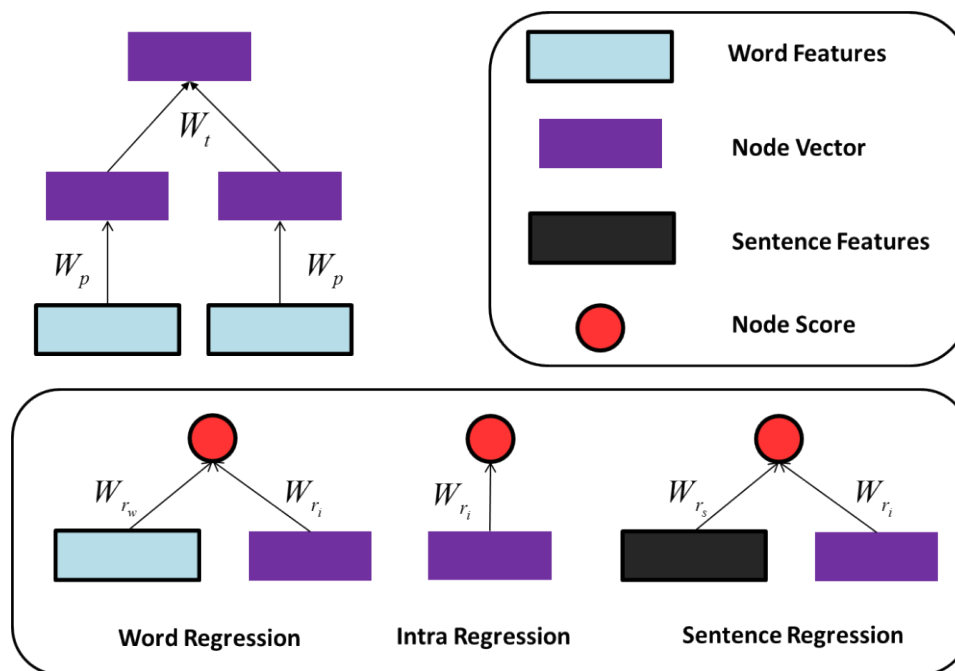 W_t
W_p
W_p
Word Features
Node Vector
Sentence Features
Node Score
W_{r_w}
W_{r_i}
W_{r_i}
W_{r_s}
W_{r_i}
Word Regression
Intra Regression
Sentence Regression